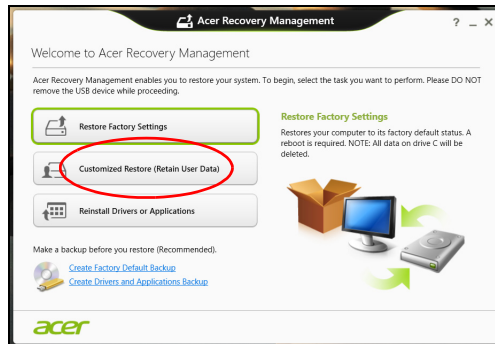 Acer Recovery Management
? _ X
Welcome to Acer Recovery Management
Acer Recovery Management enables you to restore your system. To begin, select the task you want to perform. Please DO NOT
remove the USB device while proceeding.
Restore Factory Settings
Customized Restore (Retain User Data)
Reinstall Drivers or Applications
Restore Factory Settings
Restores your computer to its factory default status. A
reboot is required. NOTE: All data on drive C will be
deleted.
Make a backup before you restore (Recommended).
Create Factory Default Backup
Create Drivers and Applications Backup
acer